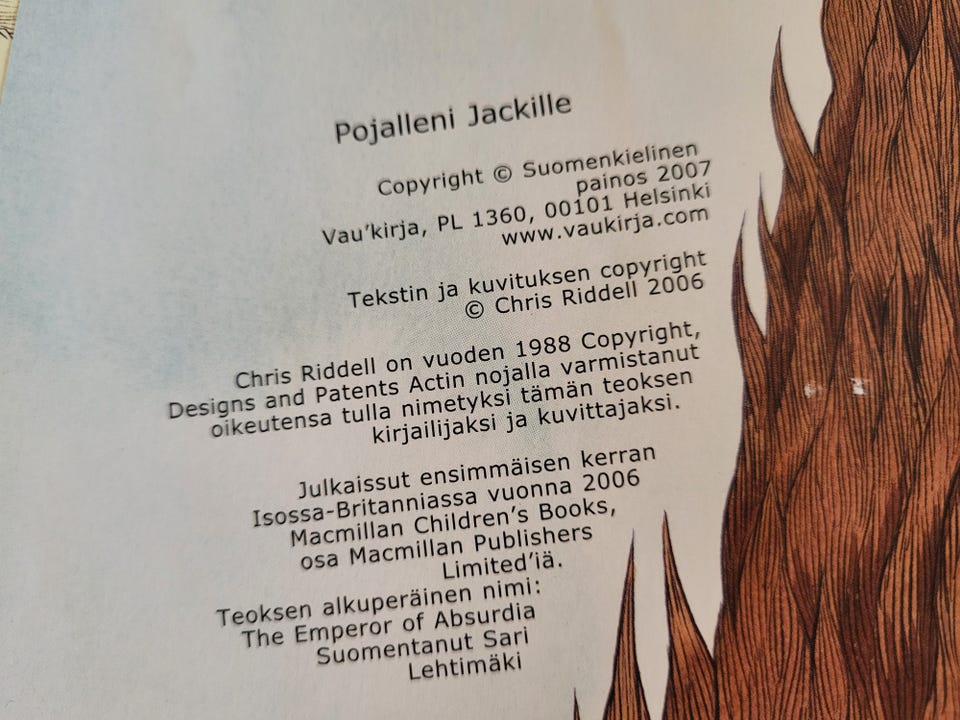 Pojalleni Jackille
Copyright © Suomenkielinen
painos 2007
Vau'kirja, PL 1360, 00101 Helsinki
www.vaukirja.com
Tekstin ja kuvituksen copyright
© Chris Riddell 2006
Chris Riddell on vuoden 1988 Copyright,
Designs and Patents Actin nojalla varmistanut
oikeutensa tulla nimetyksi tämän teoksen
kirjailijaksi ja kuvittajaksi.
Julkaissut ensimmäisen kerran
Isossa-Britanniassa vuonna 2006
Macmillan Children's Books,
osa Macmillan Publishers
Limited'iä.
Teoksen alkuperäinen nimi:
The Emperor of Absurdia
Suomentanut Sari
Lehtimäki